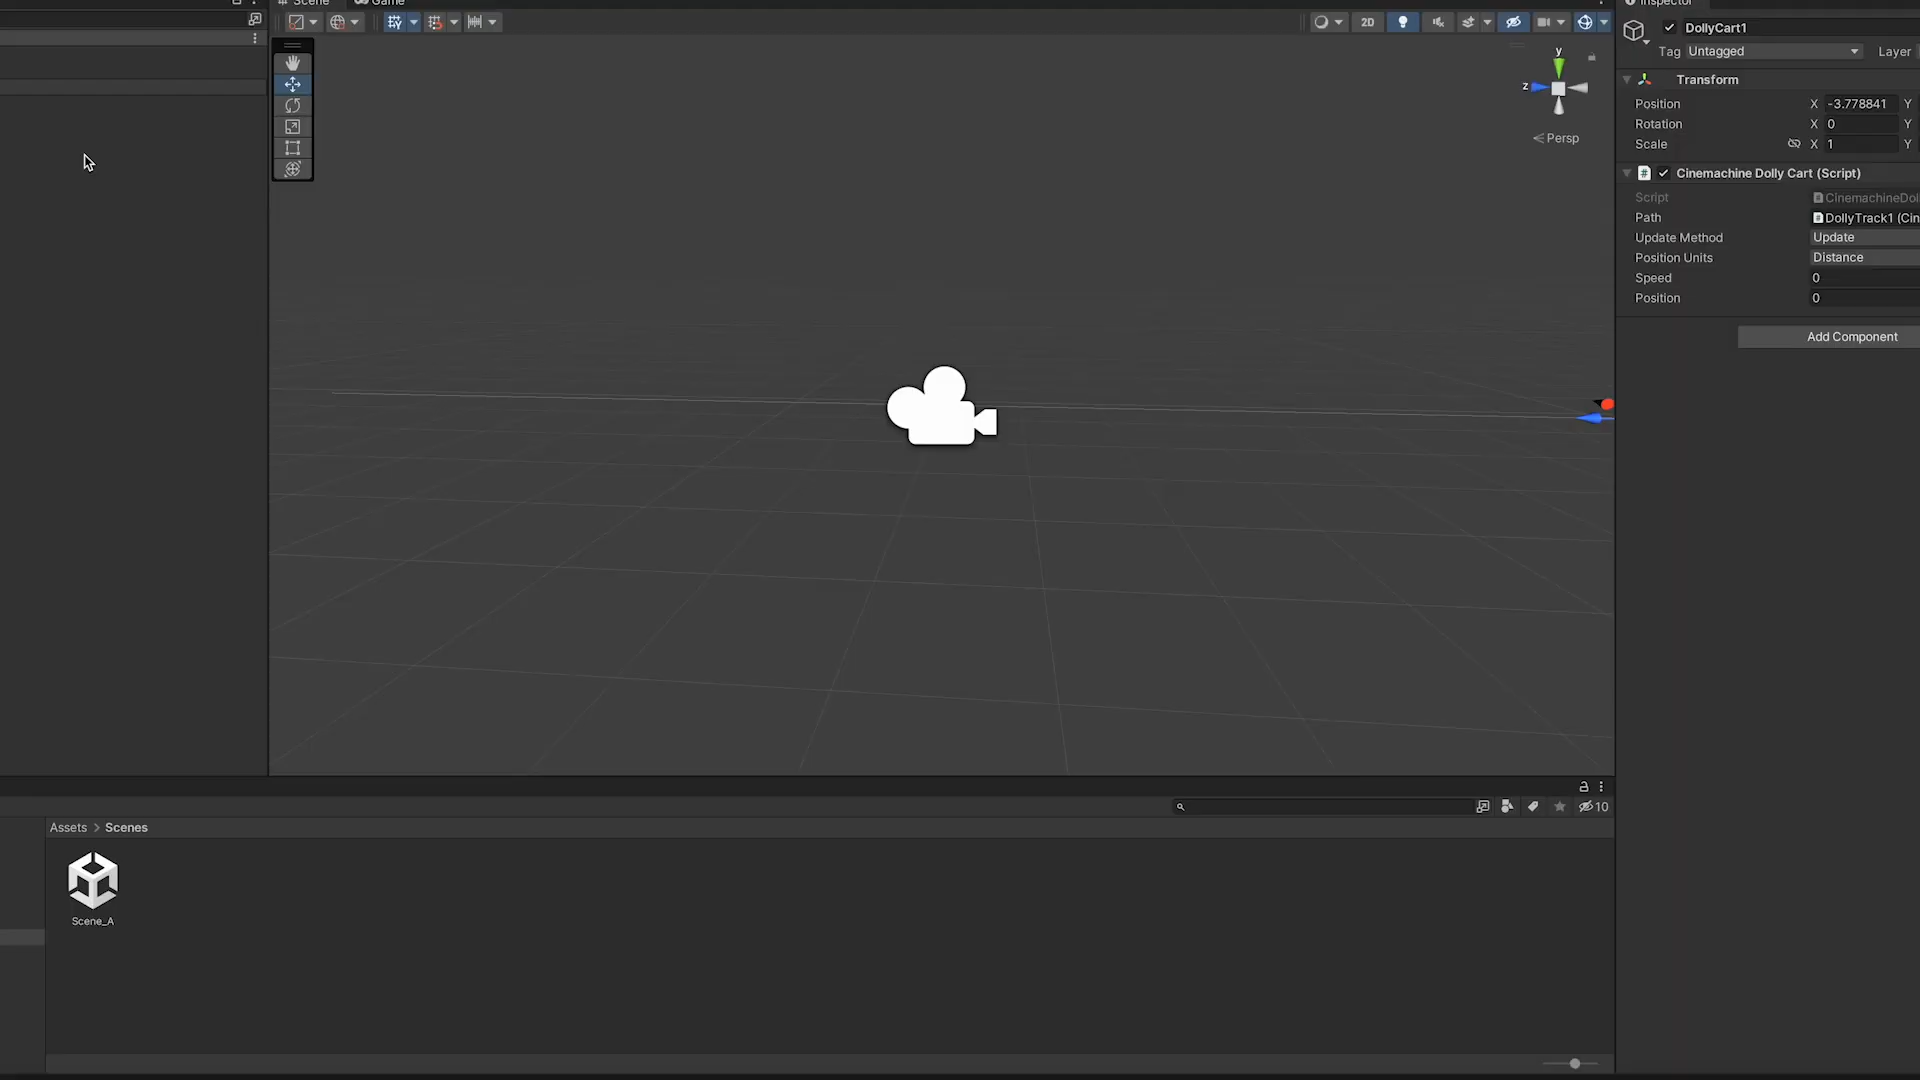 Scene Game
Inspector
2D
DollyCart1
Tag Untagged Layer
y
z
Persp
Transform
Position X -3.778841 Y
Rotation X 0 Y
Scale X 1 Y
# Cinemachine Dolly Cart (Script)
Script CinemachineDol
Path DollyTrack1 (Cin
Update Method Update
Position Units Distance
Speed 0
Position 0
Add Component
10
Assets > Scenes
Scene_A